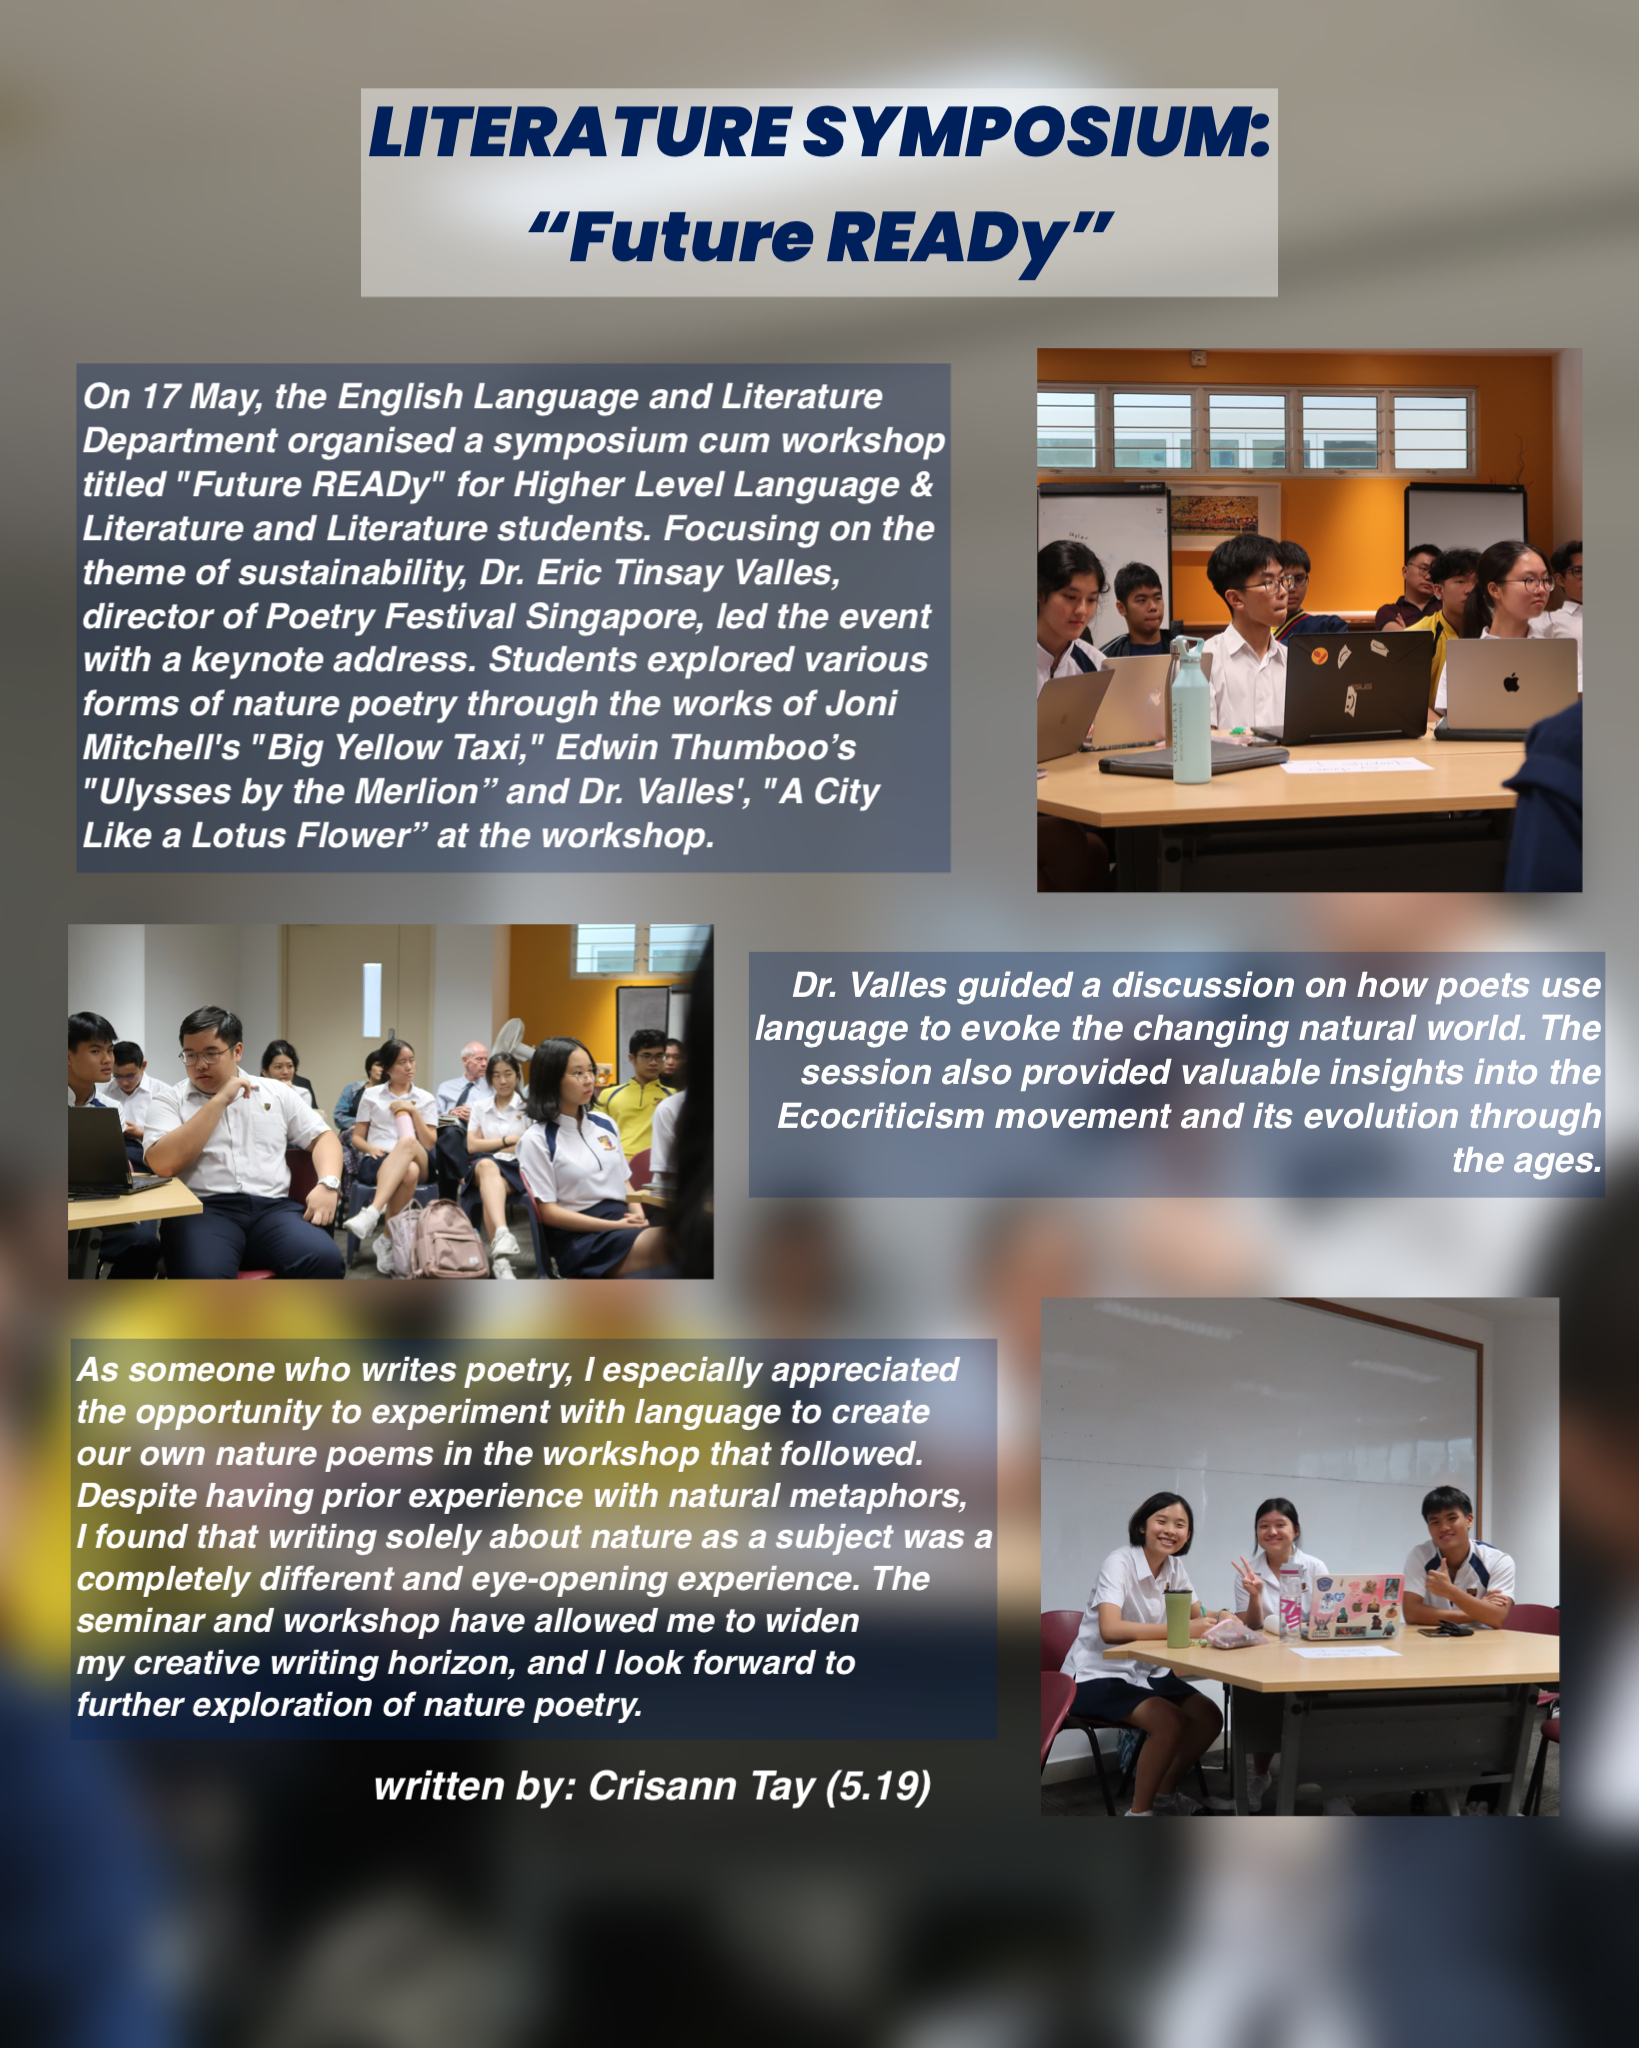 LITERATURE SYMPOSIUM:
“Future READy”
On 17 May, the English Language and Literature
Department organised a symposium cum workshop
titled "Future READy" for Higher Level Language &
Literature and Literature students. Focusing on the
theme of sustainability, Dr. Eric Tinsay Valles,
director of Poetry Festival Singapore, led the event
with a keynote address. Students explored various
forms of nature poetry through the works of Joni
Mitchell's "Big Yellow Taxi," Edwin Thumboo’s
"Ulysses by the Merlion” and Dr. Valles', "A City
Like a Lotus Flower” at the workshop.
Dr. Valles guided a discussion on how poets use
language to evoke the changing natural world. The
session also provided valuable insights into the
Ecocriticism movement and its evolution through
the ages.
As someone who writes poetry, I especially appreciated
the opportunity to experiment with language to create
our own nature poems in the workshop that followed.
Despite having prior experience with natural metaphors,
I found that writing solely about nature as a subject was a
completely different and eye-opening experience. The
seminar and workshop have allowed me to widen
my creative writing horizon, and I look forward to
further exploration of nature poetry.
written by: Crisann Tay (5.19)